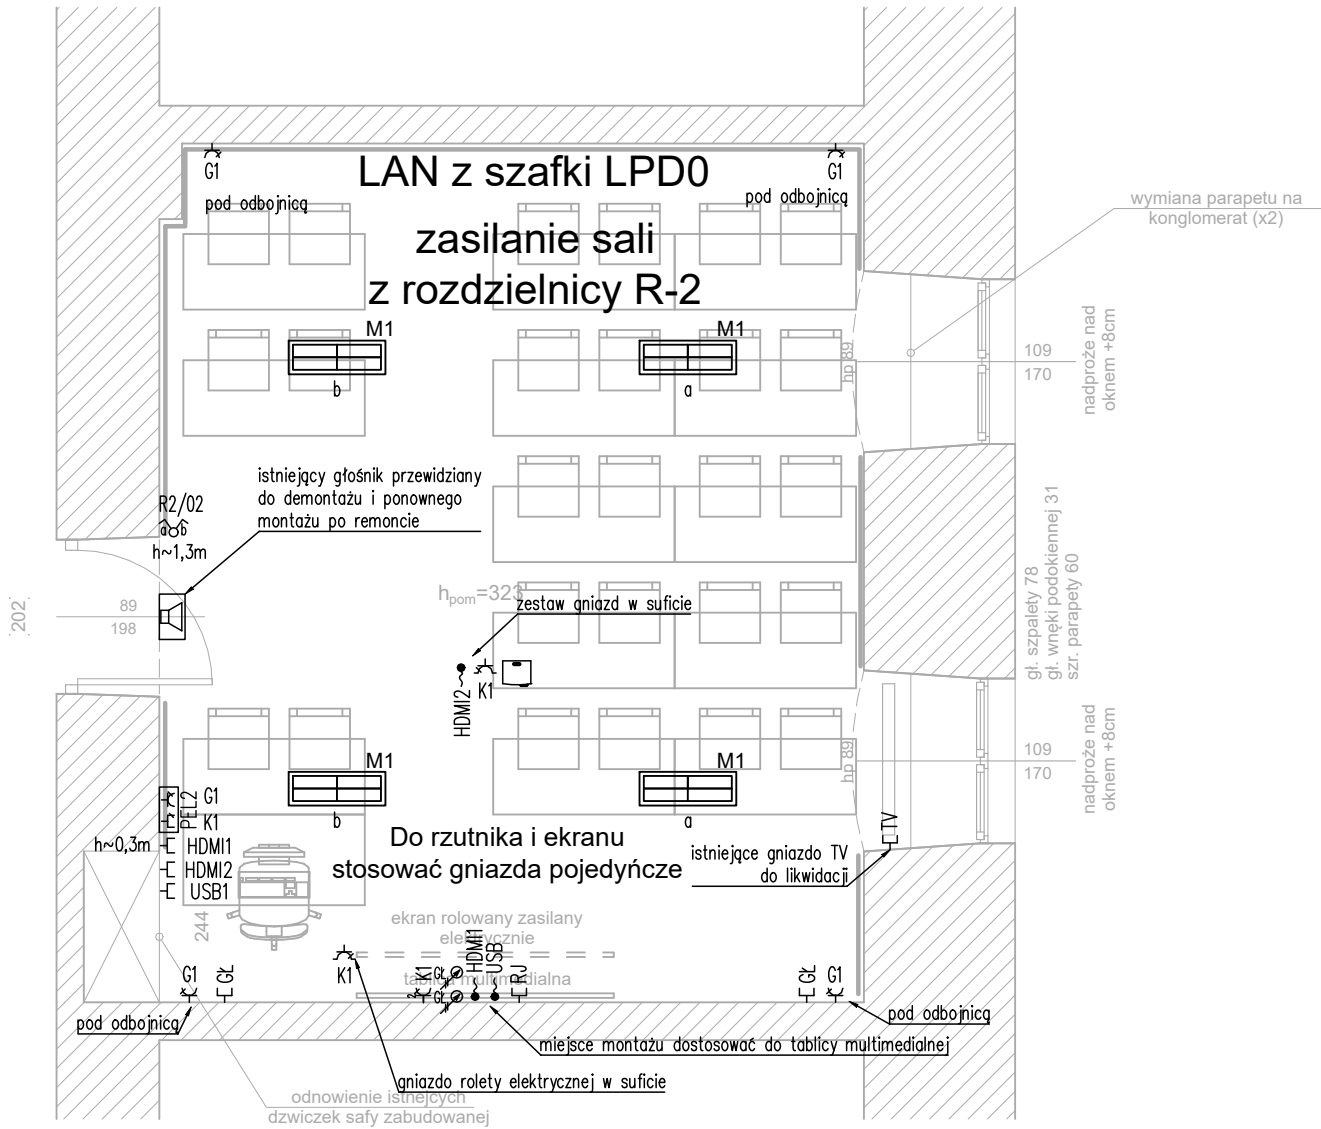 G1
G1
LAN z szafki LPD0
pod odbojnicą
pod odbojnicą
wymiana parapetu na
konglomerat (x2)
zasilanie sali
z rozdzielnicy R-2
M1
M1
b
a
hp 89
109
170
nadproże nad
oknem +8cm
istniejący głośnik przewidziany
do demontażu i ponownego
montażu po remoncie
R2/02
a b
h~1,3m
gł. szpalety 78
gł. wnęki podokiennej 31
szr. parapety 60
202
89
198
hpom=323
zestaw gniazd w suficie
HDMI2
K1
M1
M1
b
a
hp 89
109
170
nadproże nad
oknem +8cm
PEL2
G1
K1
h~0,3m
HDMI1
HDMI2
USB1
TV
Do rzutnika i ekranu
stosować gniazda pojedyńcze
istniejące gniazdo TV
do likwidacji
244
ekran rolowany zasilany
elektrycznie
tablica multimedialna
G1
GŁ
K1
2
K1
GŁ
GŁ
HDMI1
USB
RJ
GŁ
G1
pod odbojnicą
pod odbojnicą
miejsce montażu dostosować do tablicy multimedialnej
gniazdo rolety elektrycznej w suficie
odnowienie istnejcych
dzwiczek safy zabudowanej